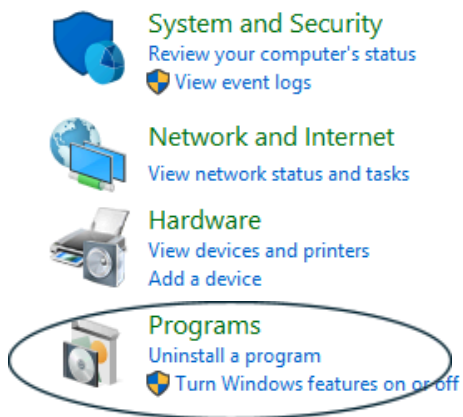 System and Security
Review your computer's status
View event logs
Network and Internet
View network status and tasks
Hardware
View devices and printers
Add a device
Programs
Uninstall a program
Turn Windows features on or off